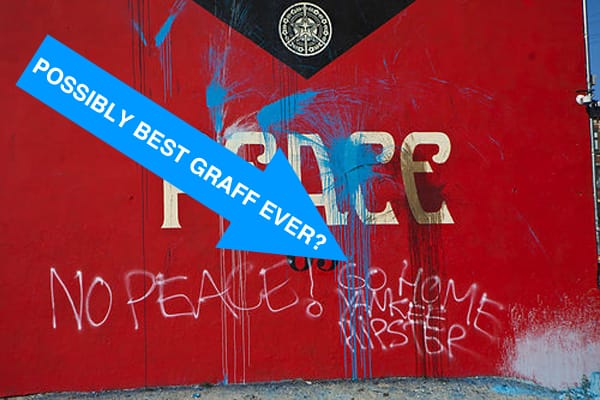 POSSIBLY BEST GRAFF EVER?
PEACE
NO PEACE!
GO HOME
YANKEE
HIPSTER